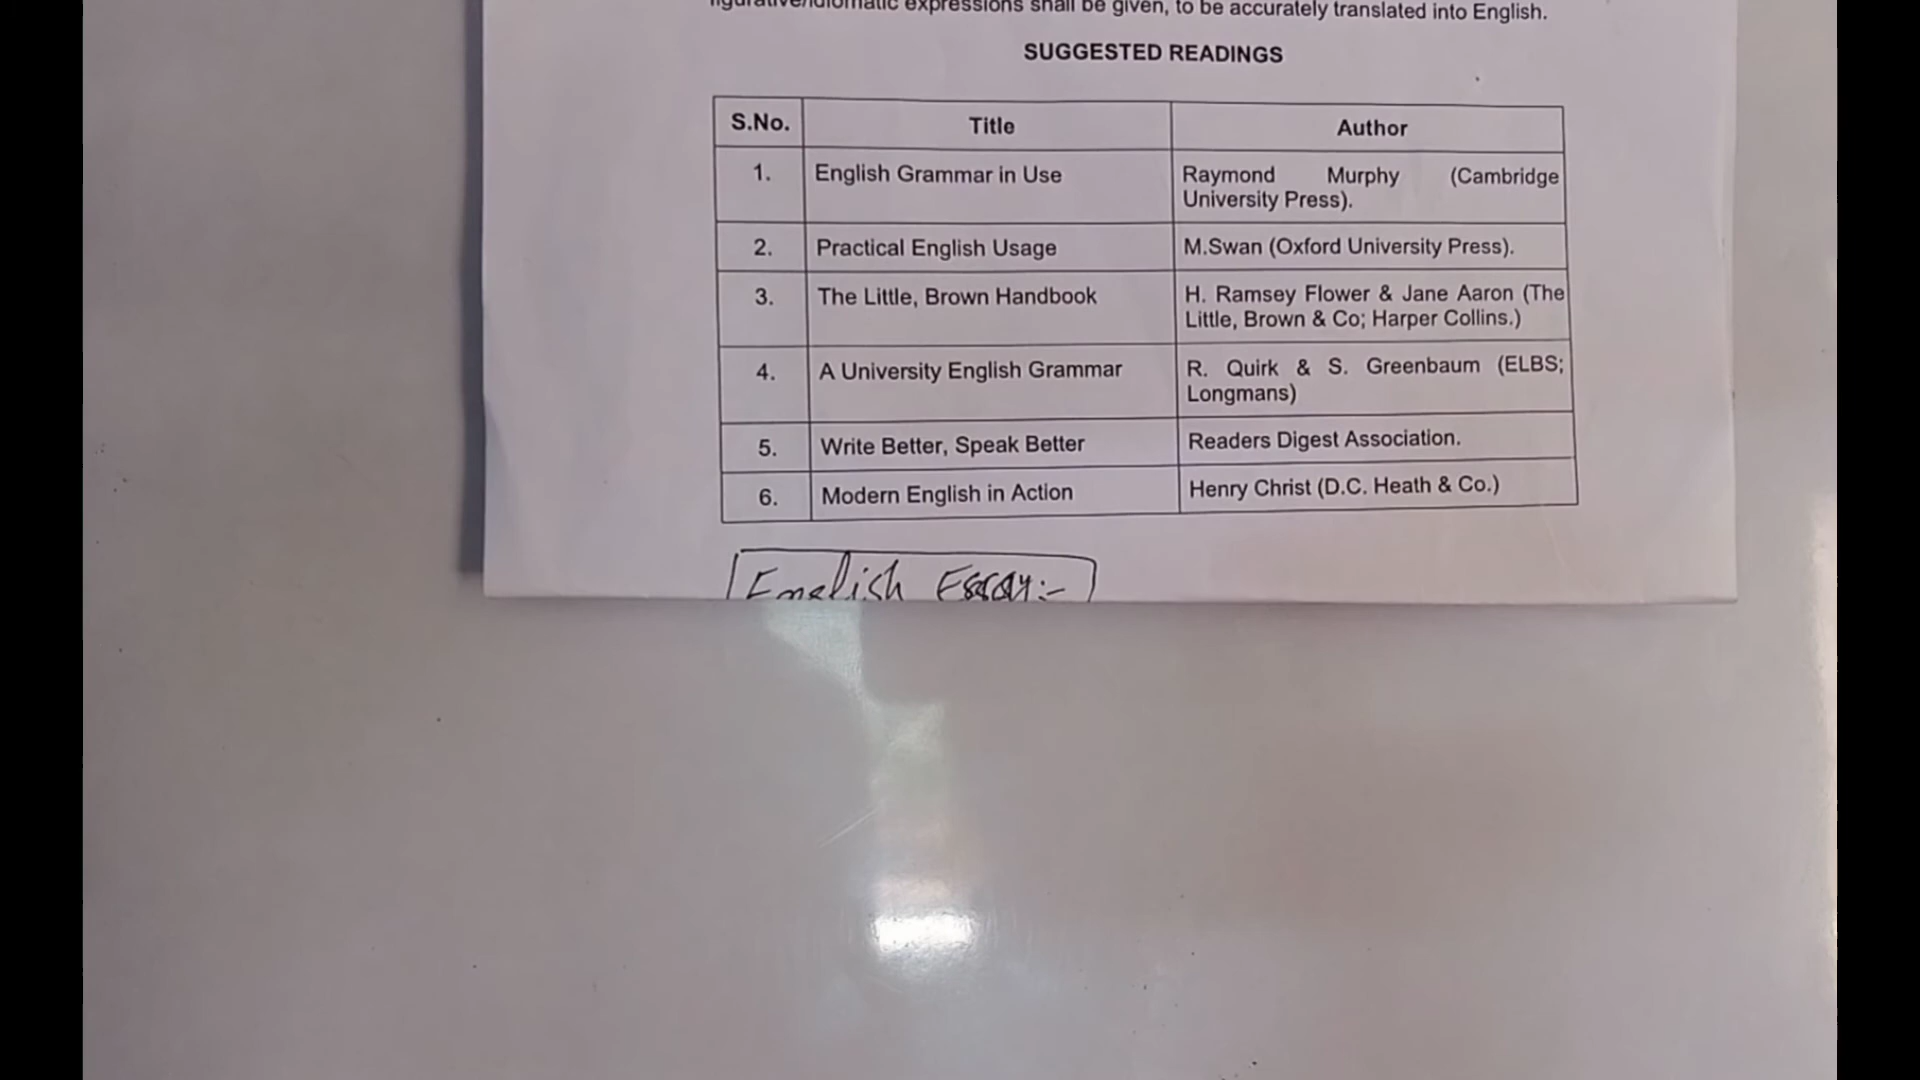 figurative/idiomatic expressions shall be given, to be accurately translated into English.
SUGGESTED READINGS
S.No. Title Author
1. English Grammar in Use Raymond Murphy (Cambridge
University Press).
2. Practical English Usage M.Swan (Oxford University Press).
3. The Little, Brown Handbook H. Ramsey Flower & Jane Aaron (The
Little, Brown & Co; Harper Collins.)
4. A University English Grammar R. Quirk & S. Greenbaum (ELBS;
Longmans)
5. Write Better, Speak Better Readers Digest Association.
6. Modern English in Action Henry Christ (D.C. Heath & Co.)
English Essay:-